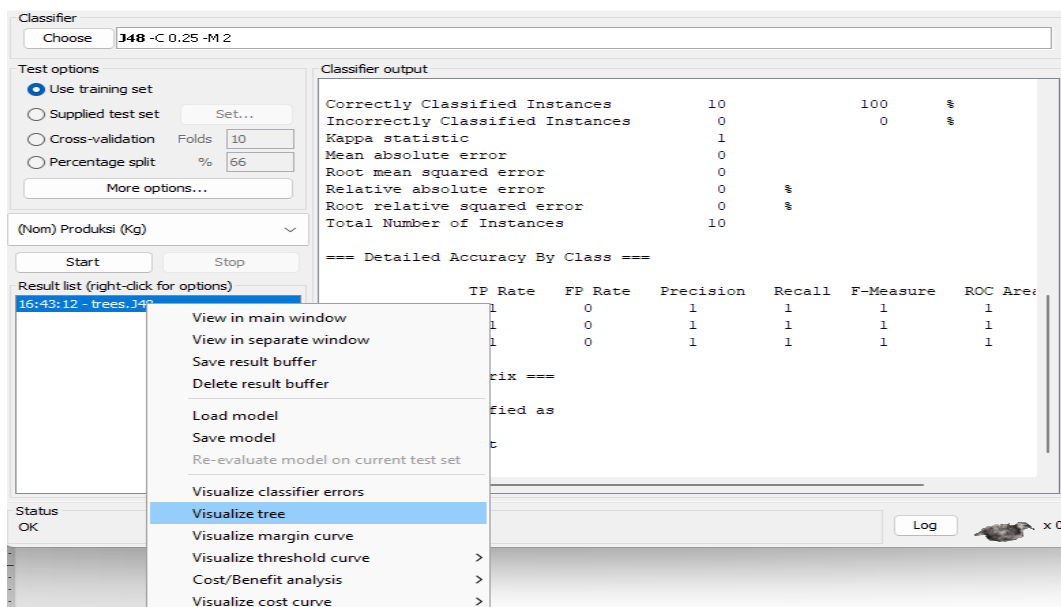 Classifier
Choose J48 -C 0.25 -M 2
Test options
Use training set
Supplied test set Set...
Cross-validation Folds 10
Percentage split % 66
More options...
(Nom) Produksi (Kg)
Start Stop
Result list (right-click for options)
16:43:12 - trees.J48
Classifier output
Correctly Classified Instances 10 100 %
Incorrectly Classified Instances 0 0 %
Kappa statistic 1
Mean absolute error 0
Root mean squared error 0
Relative absolute error 0 %
Root relative squared error 0 %
Total Number of Instances 10
=== Detailed Accuracy By Class ===
TP Rate FP Rate Precision Recall F-Measure ROC Area
1 0 1 1 1 1
1 0 1 1 1 1
1 0 1 1 1 1
rix ===
fied as
t
View in main window
View in separate window
Save result buffer
Delete result buffer
Load model
Save model
Re-evaluate model on current test set
Visualize classifier errors
Visualize tree
Visualize margin curve
Visualize threshold curve >
Cost/Benefit analysis >
Visualize cost curve >
Status
OK
Log x 0